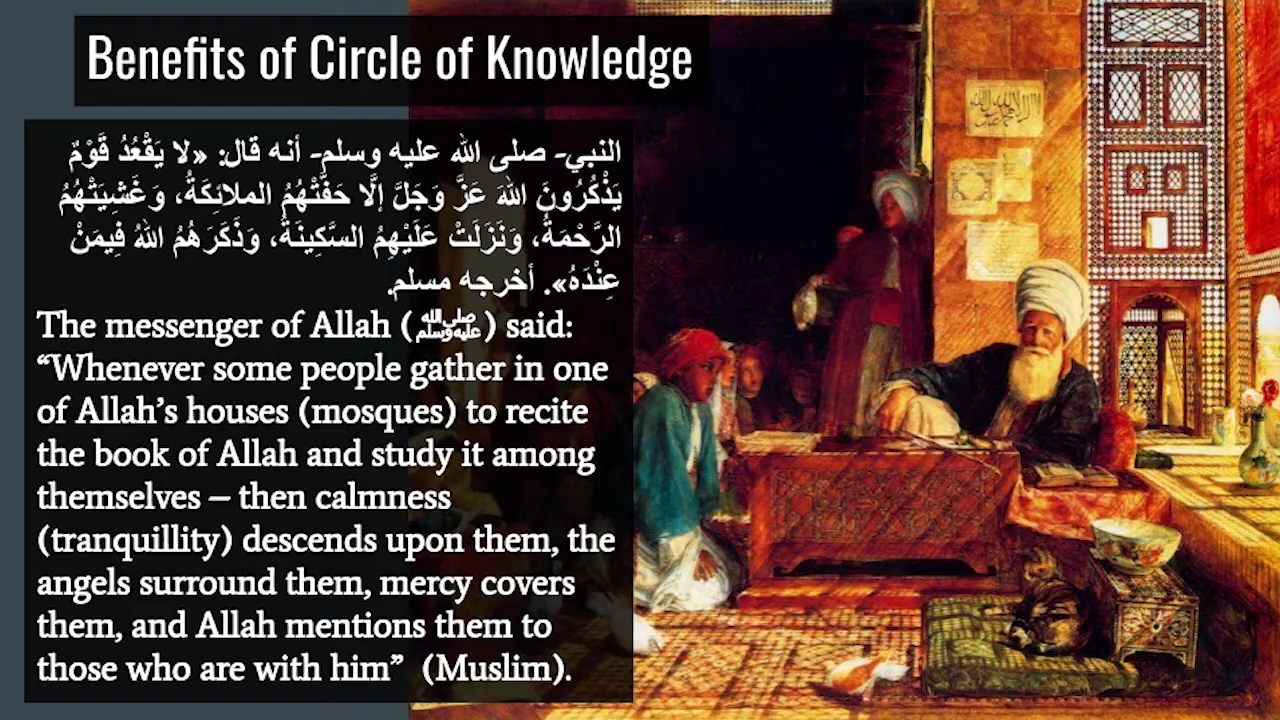 Benefits of Circle of Knowledge
النبي- صلى الله عليه وسلم- أنه قال: «لا يَقْعُدُ قَوْمٌ
يَذْكُرُونَ اللهَ عَزَّ وَجَلَّ إلَّا حَفَّتْهُمُ الملائِكَةُ، وَغَشِيَتْهُمُ
الرَّحْمَةُ، وَنَزَلَتْ عَلَيْهِمُ السَّكِينَةُ، وَذَكَرَهُمُ اللهُ فِيمَنْ
عِنْدَهُ». أخرجه مسلم.
The messenger of Allah (ﷺ) said:
“Whenever some people gather in one
of Allah’s houses (mosques) to recite
the book of Allah and study it among
themselves – then calmness
(tranquillity) descends upon them, the
angels surround them, mercy covers
them, and Allah mentions them to
those who are with him” (Muslim).